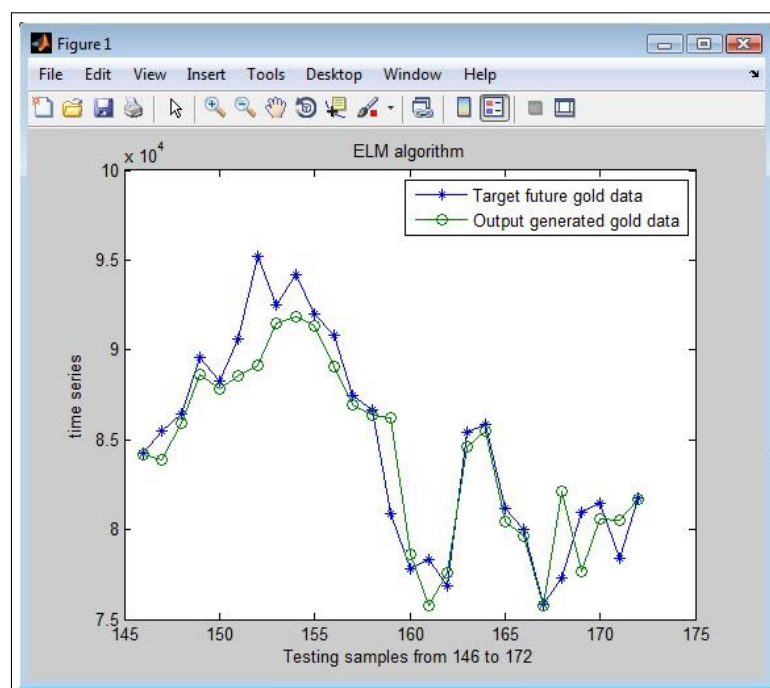 Figure 1
File Edit View Insert Tools Desktop Window Help
x 10^4
ELM algorithm
10
9.5
9
8.5
8
7.5
time series
Target future gold data
Output generated gold data
145 150 155 160 165 170 175
Testing samples from 146 to 172